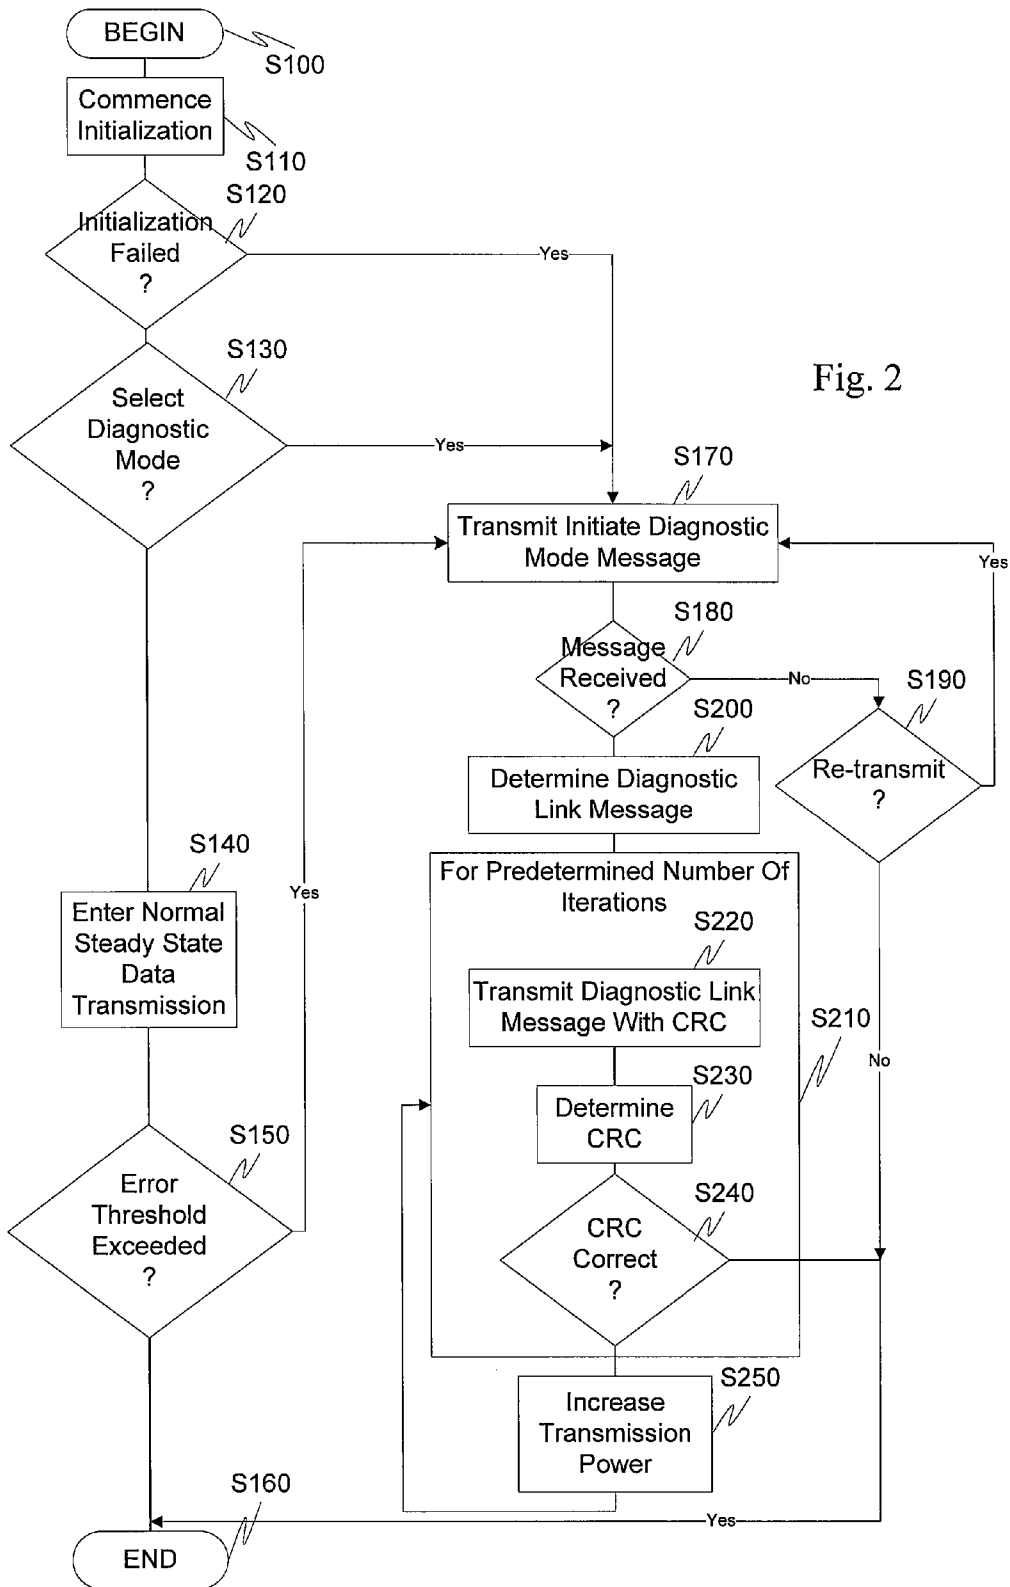 BEGIN
S100
Commence
Initialization
S110
S120
Initialization
Failed
?
Yes
S130
Select
Diagnostic
Mode
?
Yes
Fig. 2
S170
Transmit Initiate Diagnostic
Mode Message
Yes
S180
Message
Received
?
No
S190
Re-transmit
?
S200
Determine Diagnostic
Link Message
S140
Enter Normal
Steady State
Data
Transmission
Yes
For Predetermined Number Of
Iterations
S220
Transmit Diagnostic Link
Message With CRC
S210
No
S230
Determine
CRC
S150
Error
Threshold
Exceeded
?
S240
CRC
Correct
?
S250
Increase
Transmission
Power
S160
Yes
END